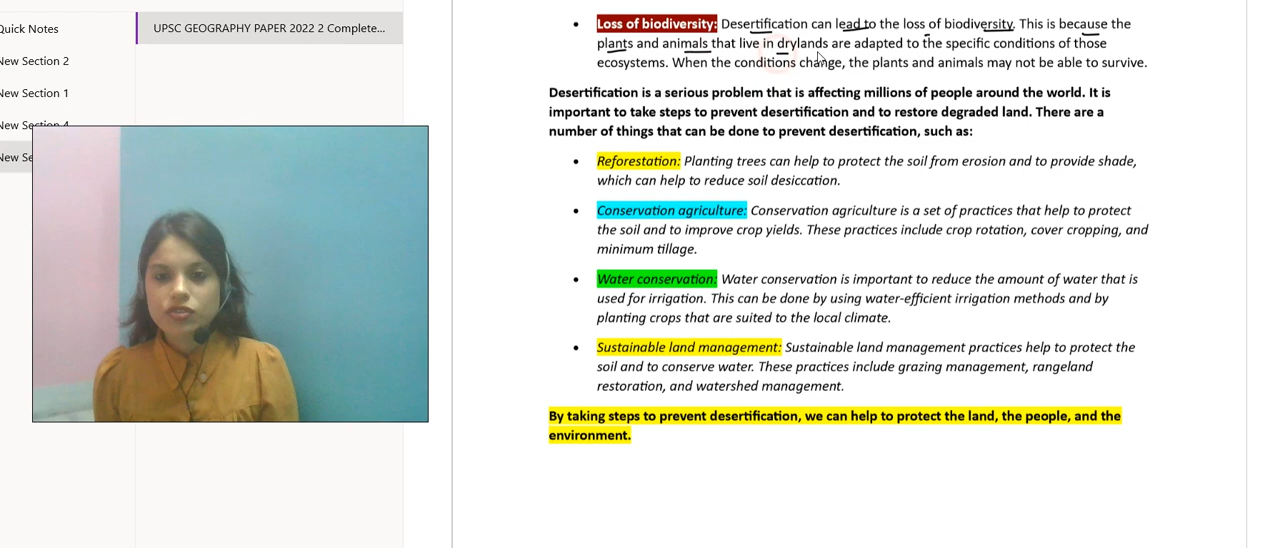 Quick Notes
UPSC GEOGRAPHY PAPER 2022 2 Complete...
New Section 2
New Section 1
New Section 4
New Se
• Loss of biodiversity: Desertification can lead to the loss of biodiversity. This is because the
plants and animals that live in drylands are adapted to the specific conditions of those
ecosystems. When the conditions change, the plants and animals may not be able to survive.
Desertification is a serious problem that is affecting millions of people around the world. It is
important to take steps to prevent desertification and to restore degraded land. There are a
number of things that can be done to prevent desertification, such as:
• Reforestation: Planting trees can help to protect the soil from erosion and to provide shade,
which can help to reduce soil desiccation.
• Conservation agriculture: Conservation agriculture is a set of practices that help to protect
the soil and to improve crop yields. These practices include crop rotation, cover cropping, and
minimum tillage.
• Water conservation: Water conservation is important to reduce the amount of water that is
used for irrigation. This can be done by using water-efficient irrigation methods and by
planting crops that are suited to the local climate.
• Sustainable land management: Sustainable land management practices help to protect the
soil and to conserve water. These practices include grazing management, rangeland
restoration, and watershed management.
By taking steps to prevent desertification, we can help to protect the land, the people, and the
environment.